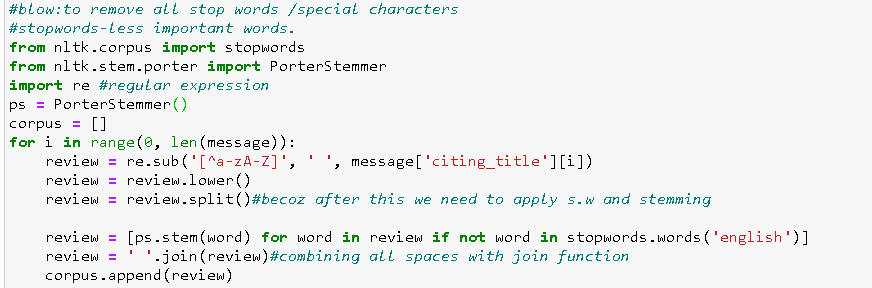 #blow:to remove all stop words /special characters
#stopwords-less important words.
from nltk.corpus import stopwords
from nltk.stem.porter import PorterStemmer
import re #regular expression
ps = PorterStemmer()
corpus = []
for i in range(0, len(message)):
    review = re.sub('[^a-zA-Z]', ' ', message['citing_title'][i])
    review = review.lower()
    review = review.split()#becoz after this we need to apply s.w and stemming
    review = [ps.stem(word) for word in review if not word in stopwords.words('english')]
    review = ' '.join(review)#combining all spaces with join function
    corpus.append(review)